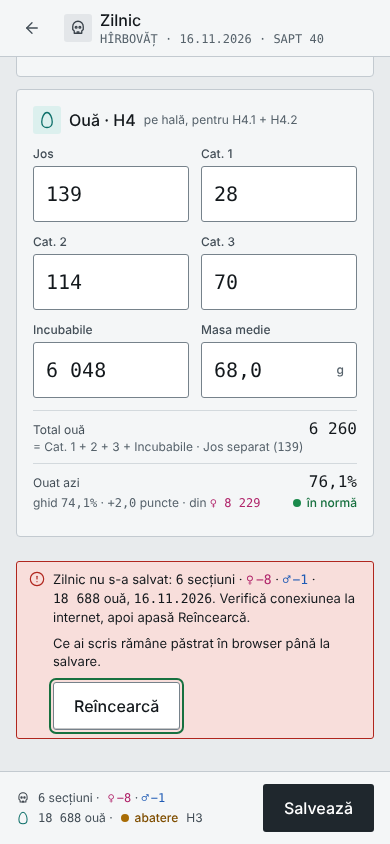 Zilnic
HÎRBOVĂȚ · 16.11.2026 · SAPT 40
Ouă · H4 pe hală, pentru H4.1 + H4.2
Jos Cat. 1
139 28
Cat. 2 Cat. 3
114 70
Incubabile Masa medie
6 048 68,0 g
Total ouă 6 260
= Cat. 1 + 2 + 3 + Incubabile · Jos separat (139)
Ouat azi 76,1%
ghid 74,1% · +2,0 puncte · din ♀ 8 229 în normă
Zilnic nu s-a salvat: 6 secțiuni · ♀−8 · ♂−1 ·
18 688 ouă, 16.11.2026. Verifică conexiunea la
internet, apoi apasă Reîncearcă.
Ce ai scris rămâne păstrat în browser până la
salvare.
Reîncearcă
6 secțiuni · ♀−8 · ♂−1
18 688 ouă · abatere H3
Salvează